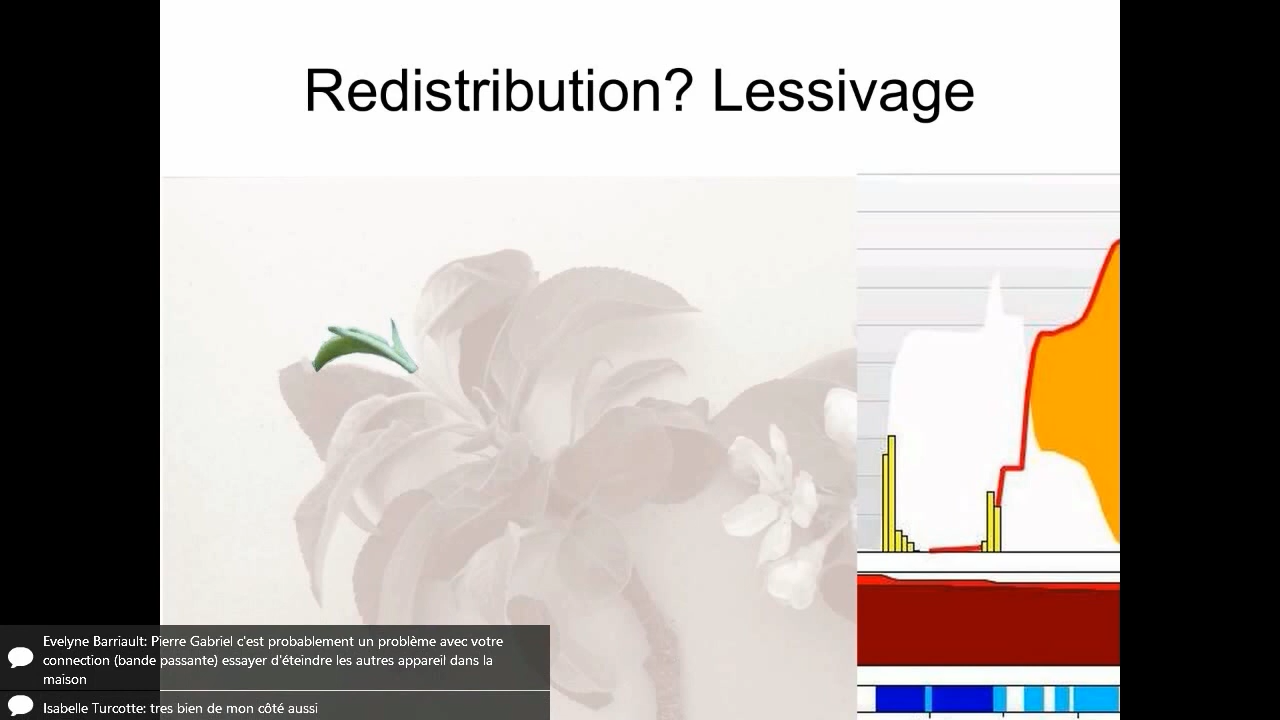 Redistribution? Lessivage
Evelyne Barriault: Pierre Gabriel c'est probablement un problème avec votre
connection (bande passante) essayer d'éteindre les autres appareil dans la
maison
Isabelle Turcotte: tres bien de mon côté aussi